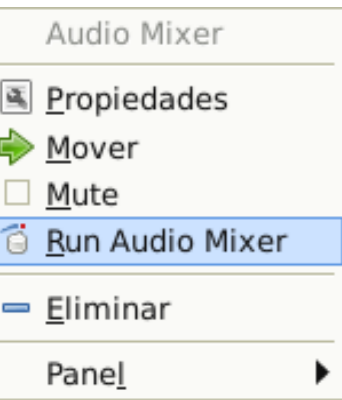 Audio Mixer
Propiedades
Mover
Mute
Run Audio Mixer
Eliminar
Panel